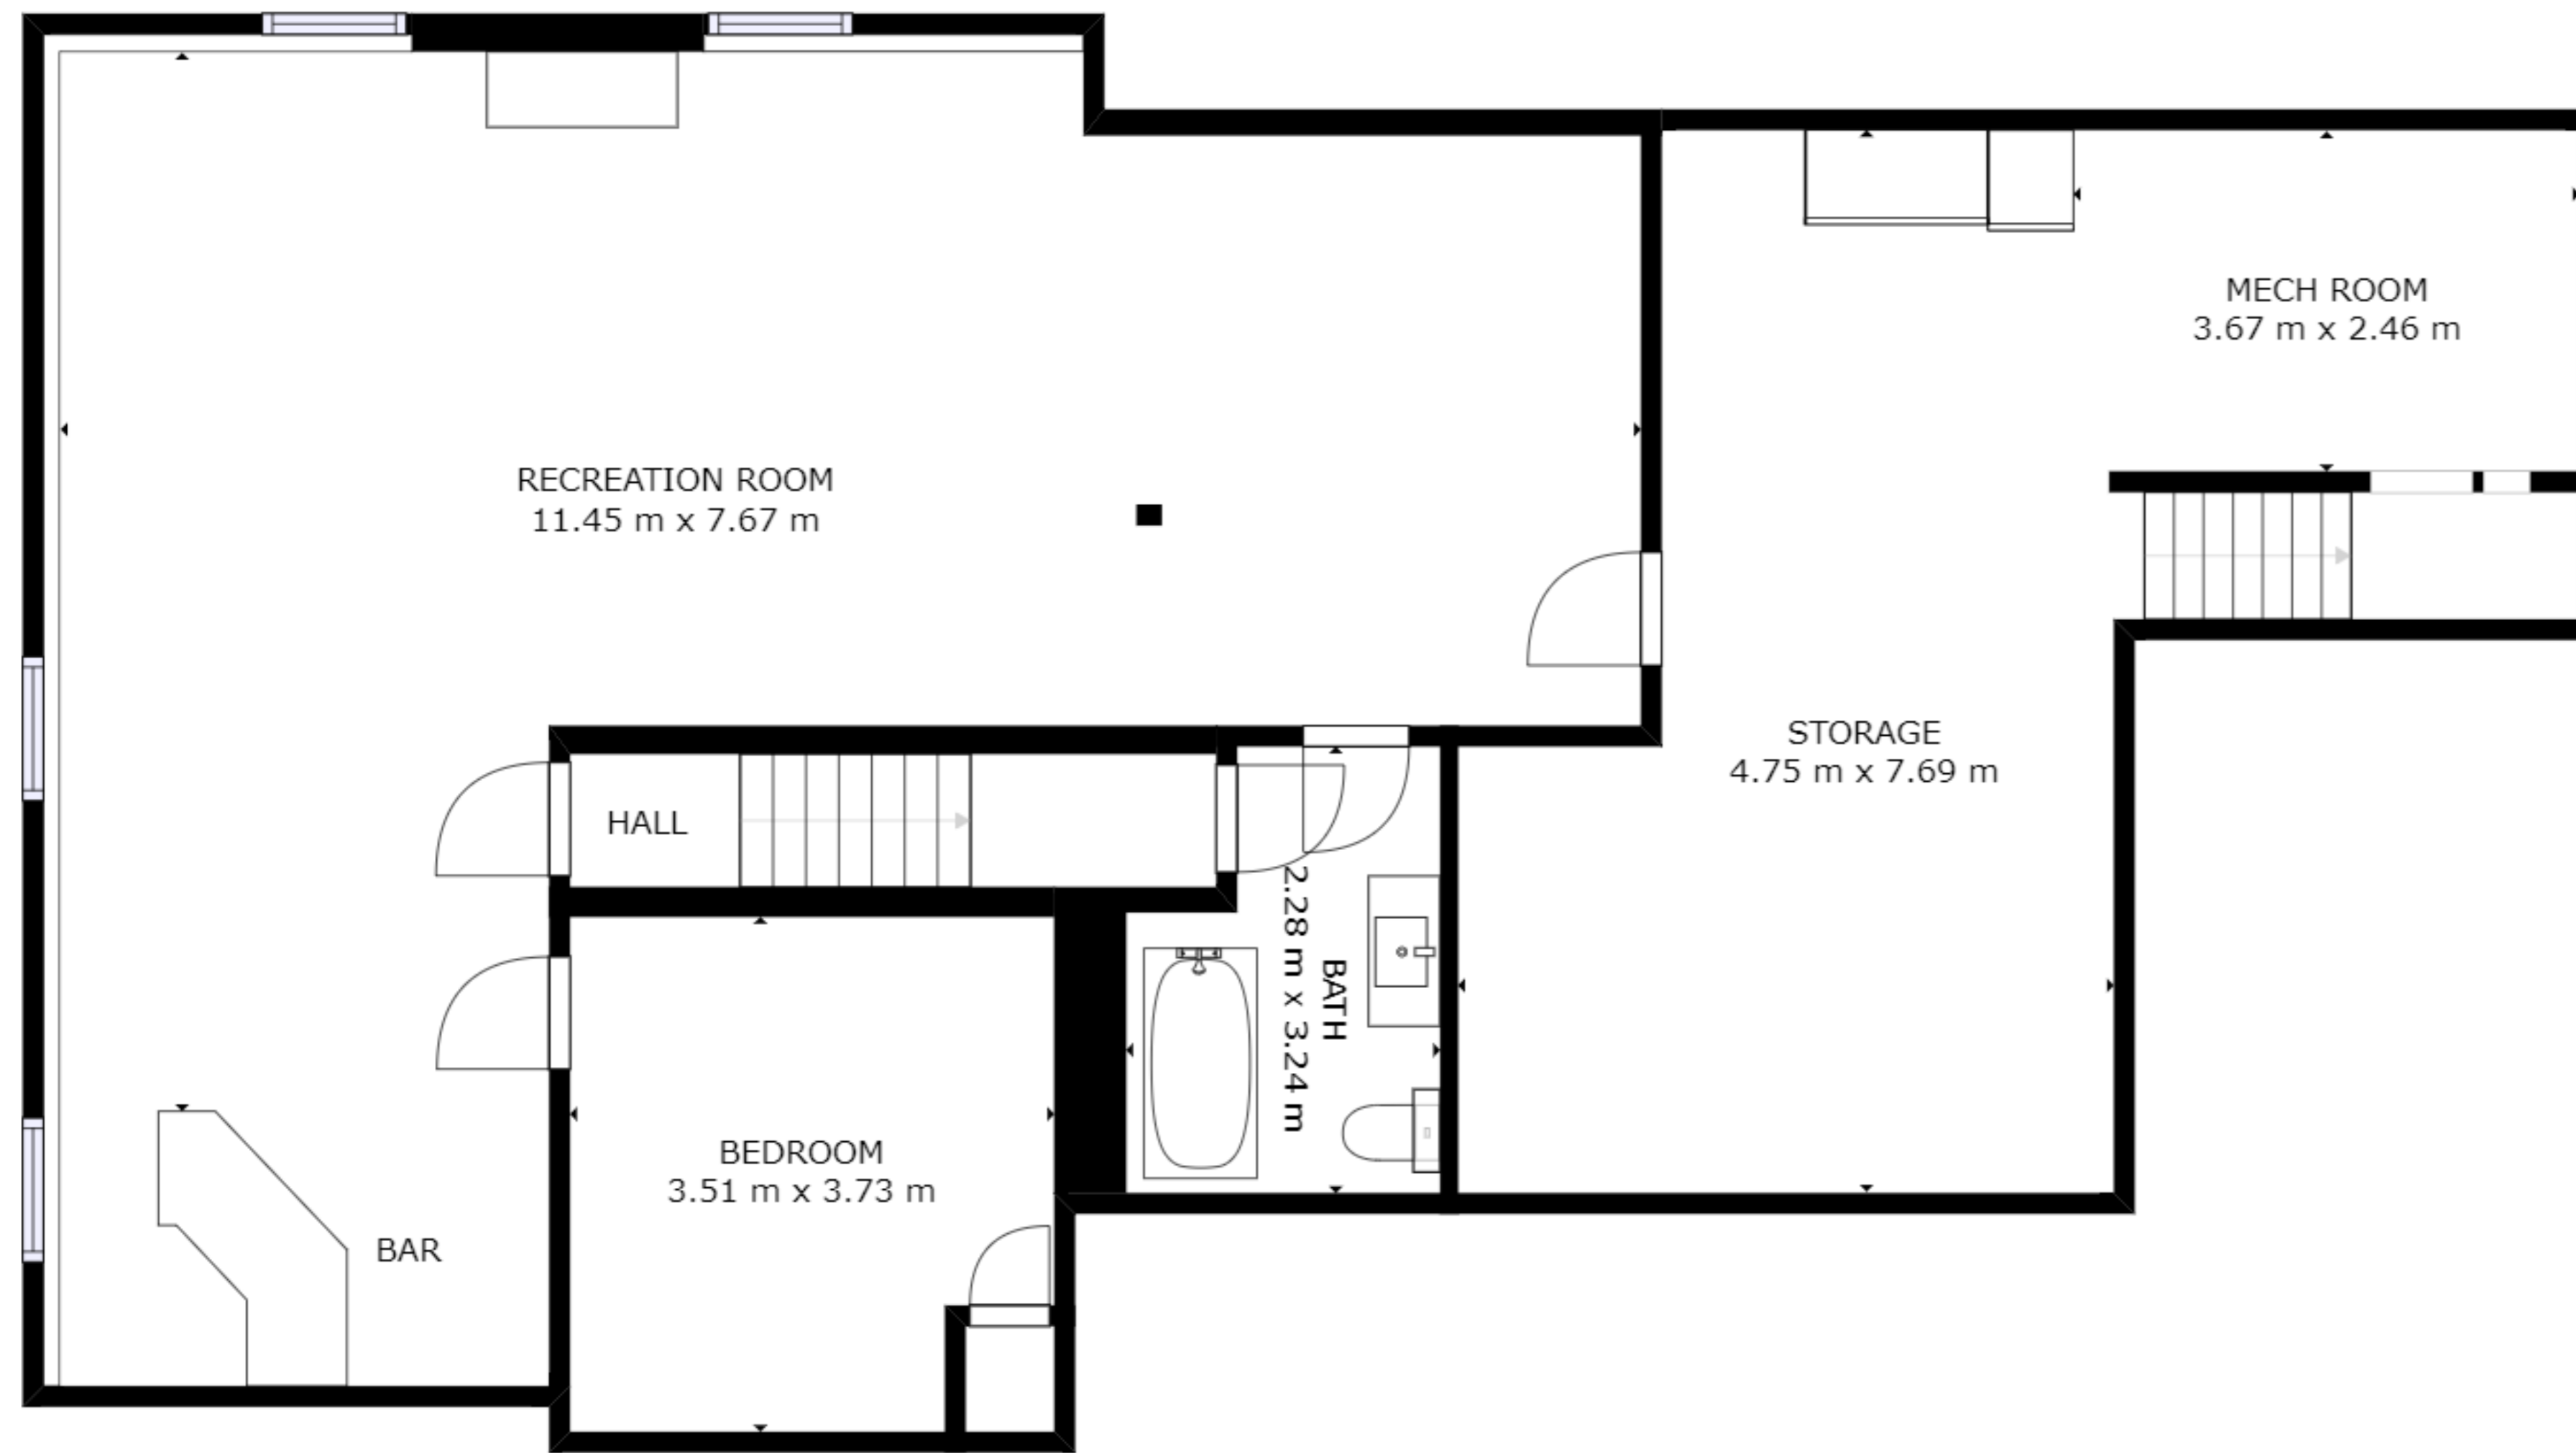 MECH ROOM
3.67 m x 2.46 m
RECREATION ROOM
11.45 m x 7.67 m
STORAGE
4.75 m x 7.69 m
HALL
BATH
2.28 m x 3.24 m
BEDROOM
3.51 m x 3.73 m
BAR